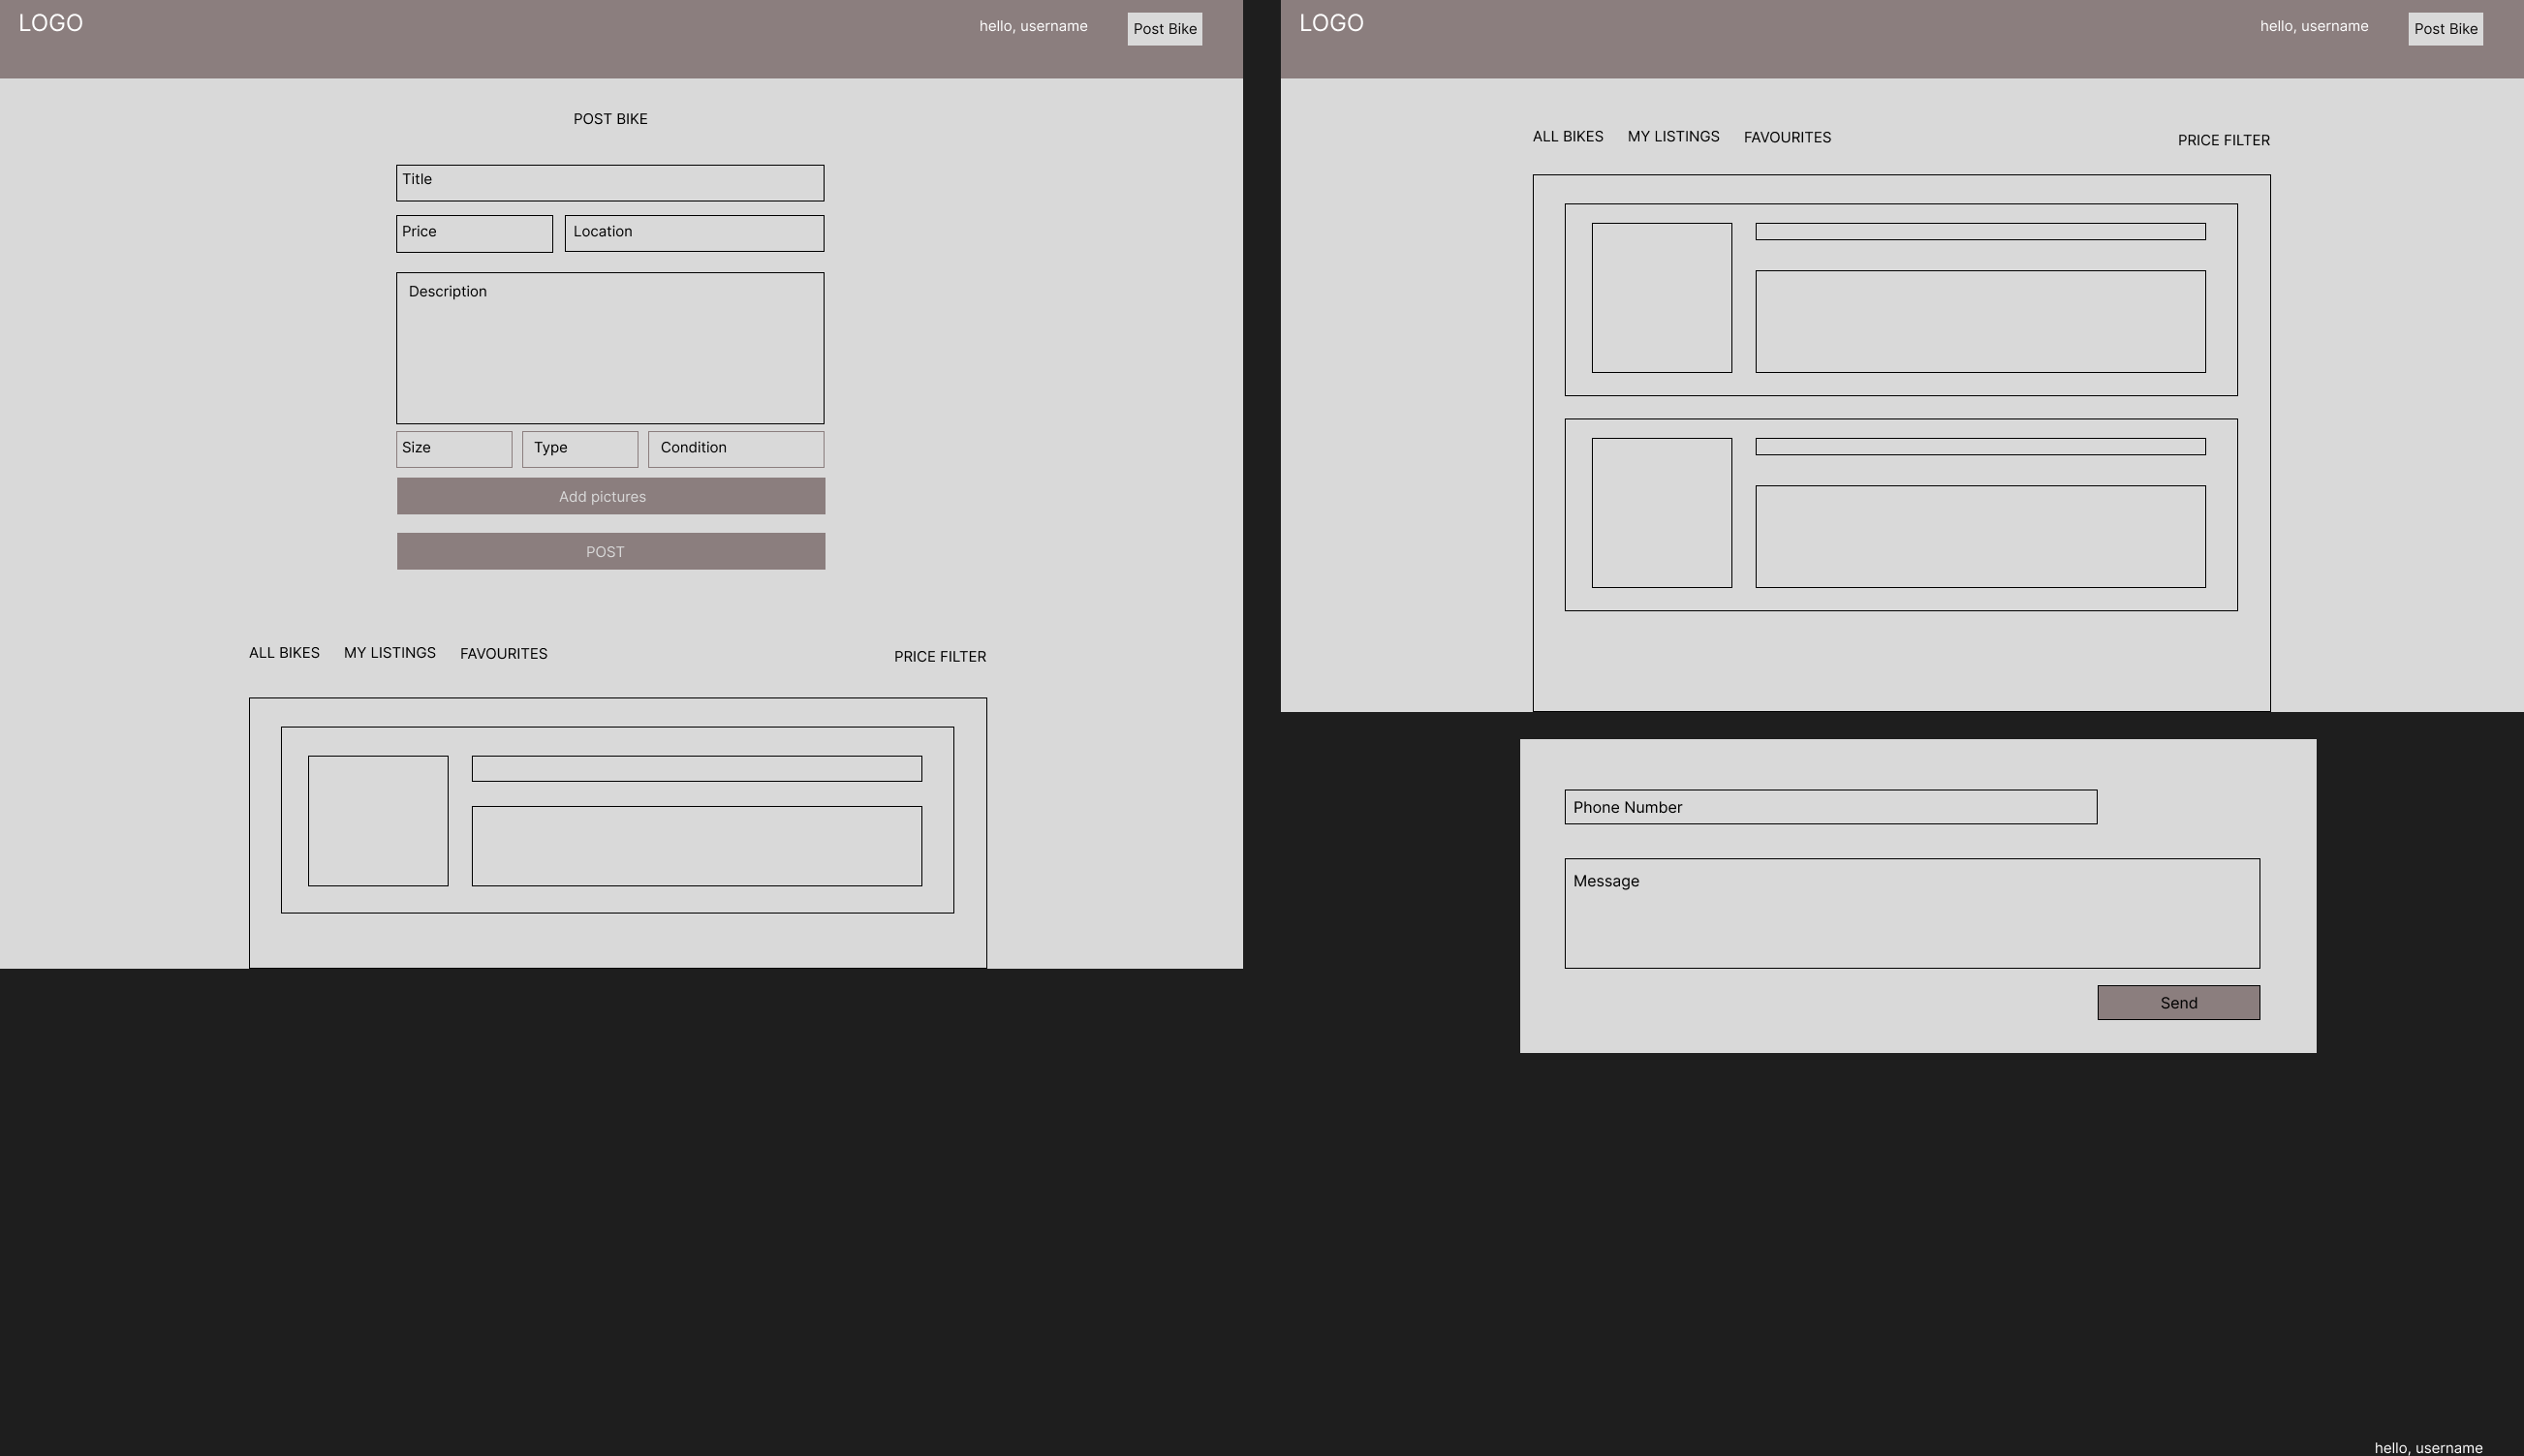 LOGO
hello, username
Post Bike
POST BIKE
Title
Price
Location
Description
Size
Type
Condition
Add pictures
POST
ALL BIKES
MY LISTINGS
FAVOURITES
PRICE FILTER
LOGO
hello, username
Post Bike
ALL BIKES
MY LISTINGS
FAVOURITES
PRICE FILTER
Phone Number
Message
Send
hello, username